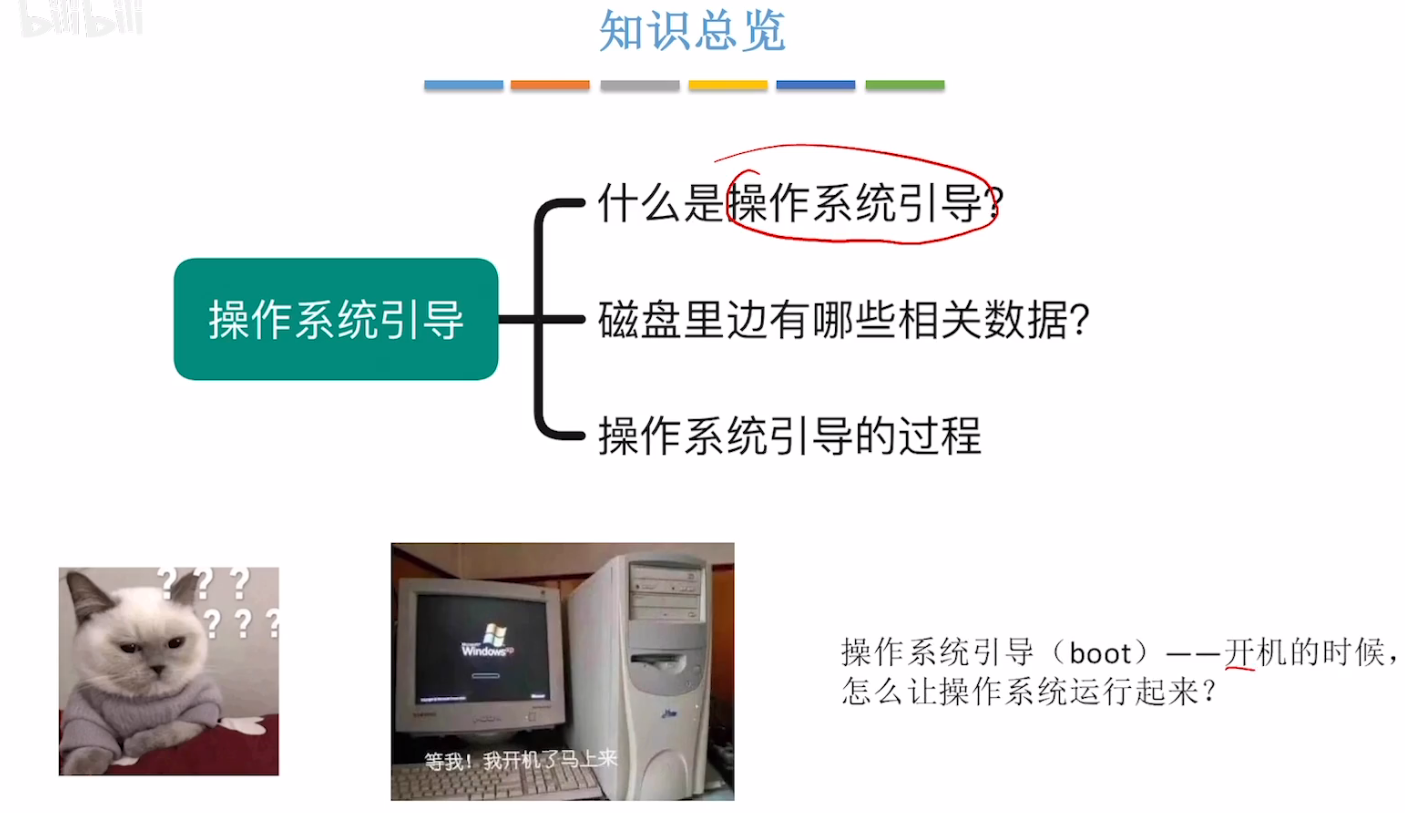 bilibili
知识总览
什么是操作系统引导?
操作系统引导
磁盘里边有哪些相关数据?
操作系统引导的过程
? ? ?
? ? ?
Microsoft
Windows xp
等我！我开机了马上来
操作系统引导（boot）——开机的时候，
怎么让操作系统运行起来？